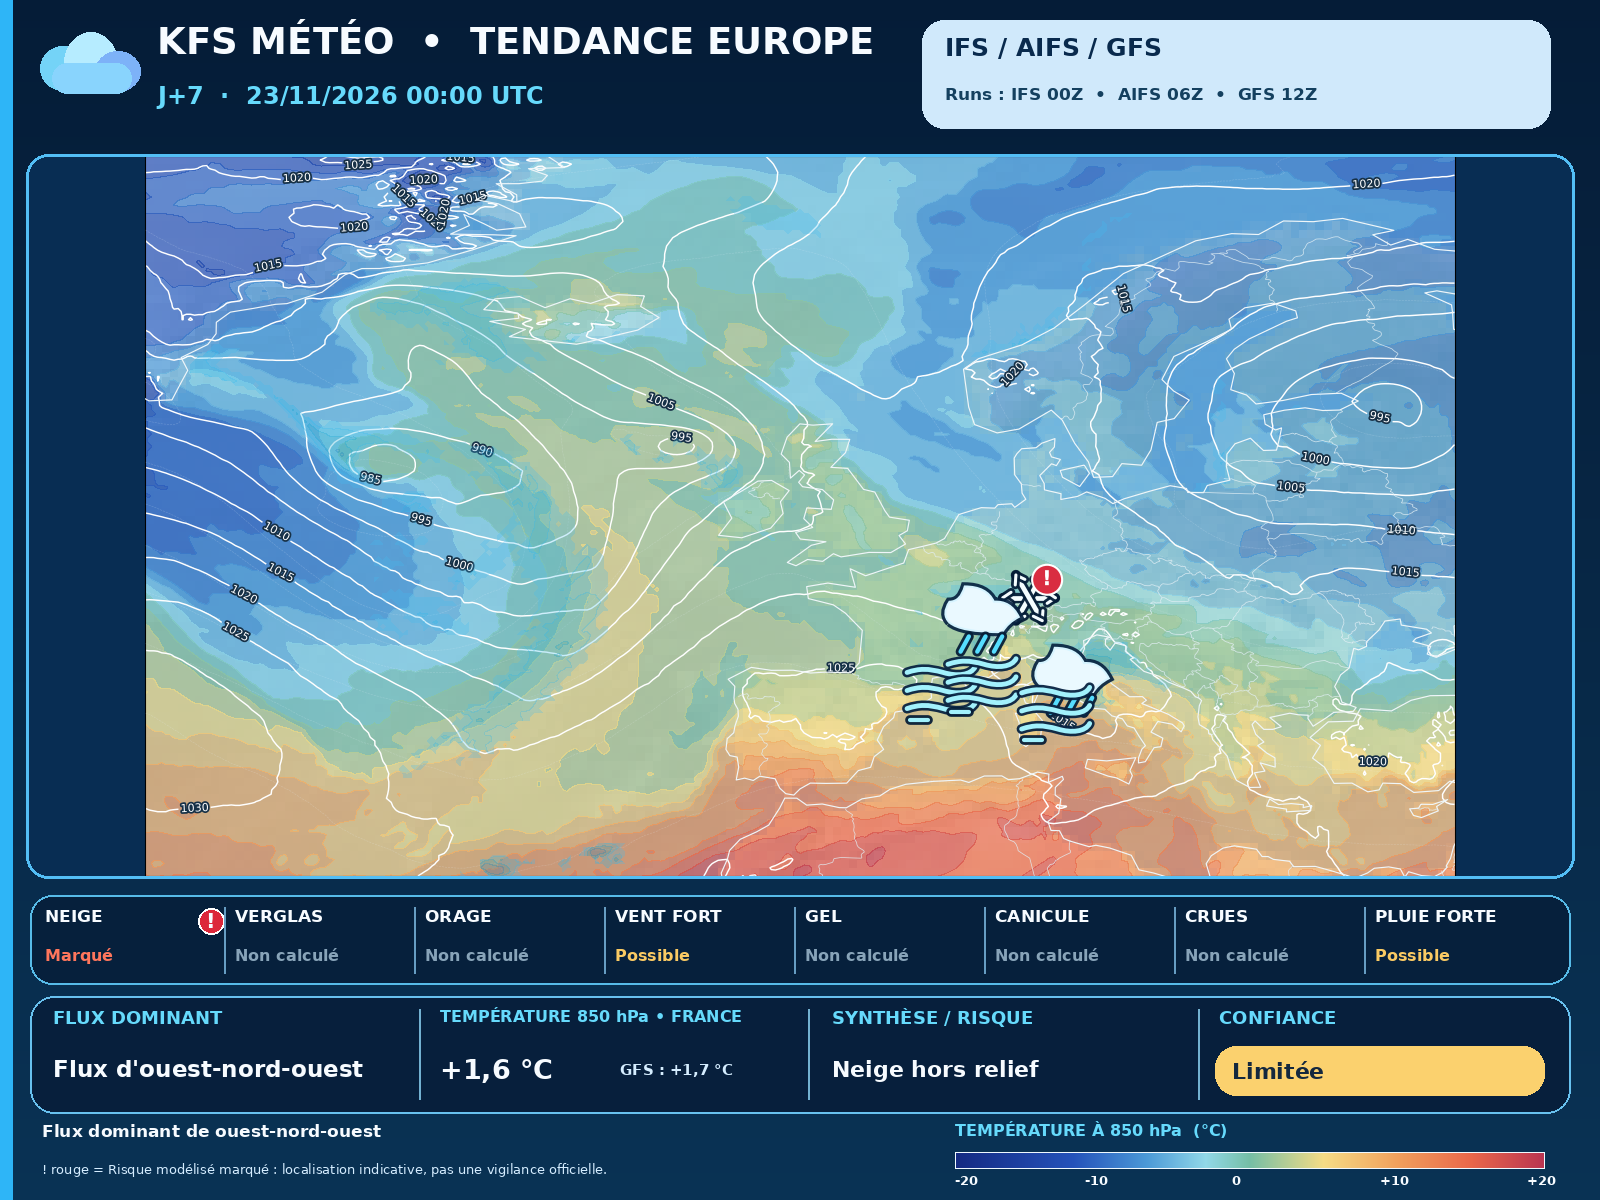 KFS MÉTÉO • TENDANCE EUROPE
J+7 · 23/11/2026 00:00 UTC
IFS / AIFS / GFS
Runs : IFS 00Z • AIFS 06Z • GFS 12Z
1025
1015
1020
1020
1015
1015
1020
1020
1015
1020
1015
1020
1005
995
990
985
995
1010
1000
1015
1020
1025
995
1000
1005
1010
1015
!
1025
1015
1020
1030
NEIGE
!
VERGLAS
ORAGE
VENT FORT
GEL
CANICULE
CRUES
PLUIE FORTE
Marqué
Non calculé
Non calculé
Possible
Non calculé
Non calculé
Non calculé
Possible
FLUX DOMINANT
TEMPÉRATURE 850 hPa • FRANCE
SYNTHÈSE / RISQUE
CONFIANCE
Flux d'ouest-nord-ouest
+1,6 °C
GFS : +1,7 °C
Neige hors relief
Limitée
Flux dominant de ouest-nord-ouest
TEMPÉRATURE À 850 hPa (°C)
! rouge = Risque modélisé marqué : localisation indicative, pas une vigilance officielle.
-20
-10
0
+10
+20